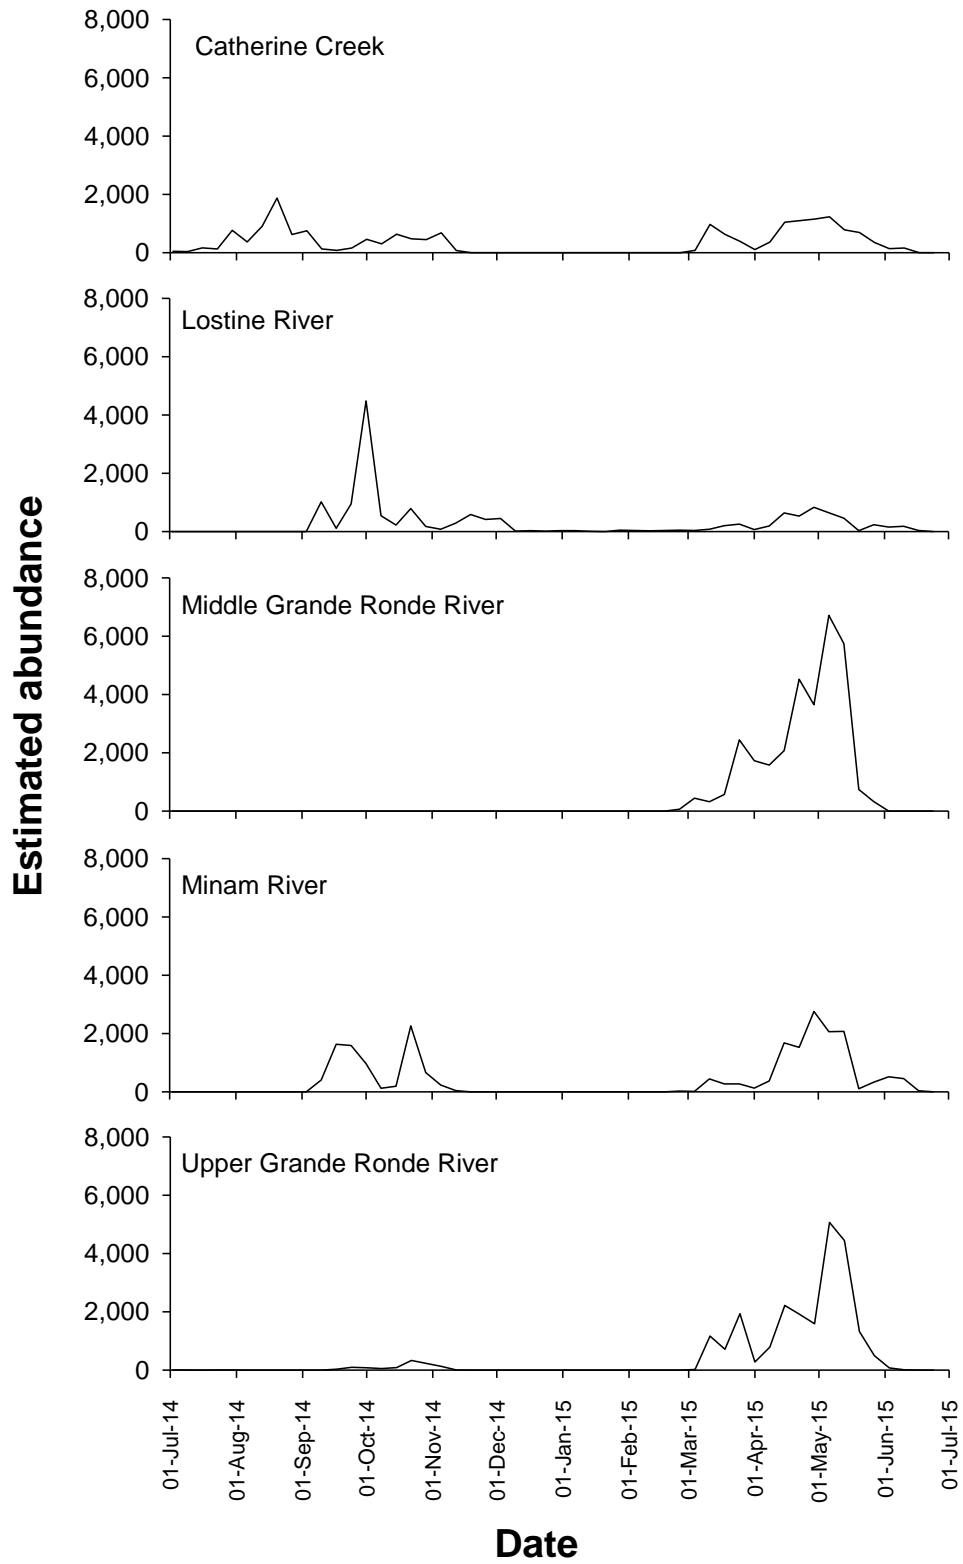 8,000
Catherine Creek
6,000
4,000
2,000
0
8,000
Lostine River
6,000
4,000
2,000
0
Estimated abundance
8,000
Middle Grande Ronde River
6,000
4,000
2,000
0
8,000
Minam River
6,000
4,000
2,000
0
8,000
Upper Grande Ronde River
6,000
4,000
2,000
0
01-Jul-14
01-Aug-14
01-Sep-14
01-Oct-14
01-Nov-14
01-Dec-14
01-Jan-15
01-Feb-15
01-Mar-15
01-Apr-15
01-May-15
01-Jun-15
01-Jul-15
Date